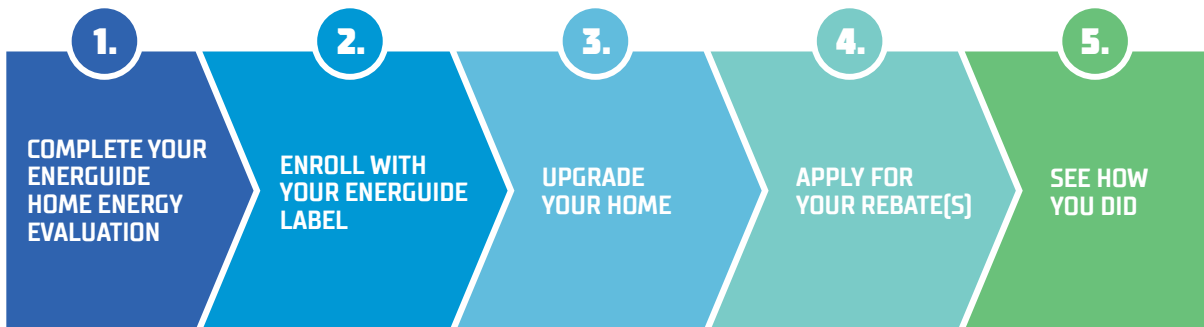 1.
COMPLETE YOUR
ENERGUIDE
HOME ENERGY
EVALUATION
2.
ENROLL WITH
YOUR ENERGUIDE
LABEL
3.
UPGRADE
YOUR HOME
4.
APPLY FOR
YOUR REBATE(S)
5.
SEE HOW
YOU DID